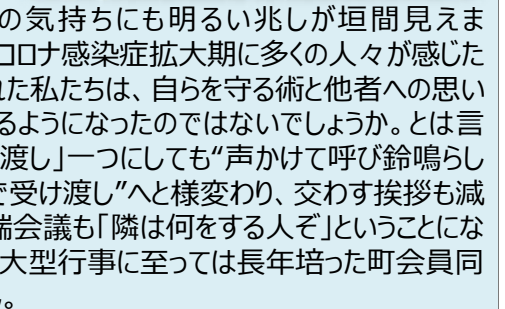 の気持ちにも明るい兆しが垣間見えま
コロナ感染症拡大期に多くの人々が感じた
れた私たちは、自らを守る術と他者への思い
るようになったのではないでしょうか。とは言
渡し」一つにしても“声かけて呼び鈴鳴らし
で受け渡し”へと様変わり、交わす挨拶も減
端会議も「隣は何をする人ぞ」ということにな
大型行事に至っては長年培った町会員同